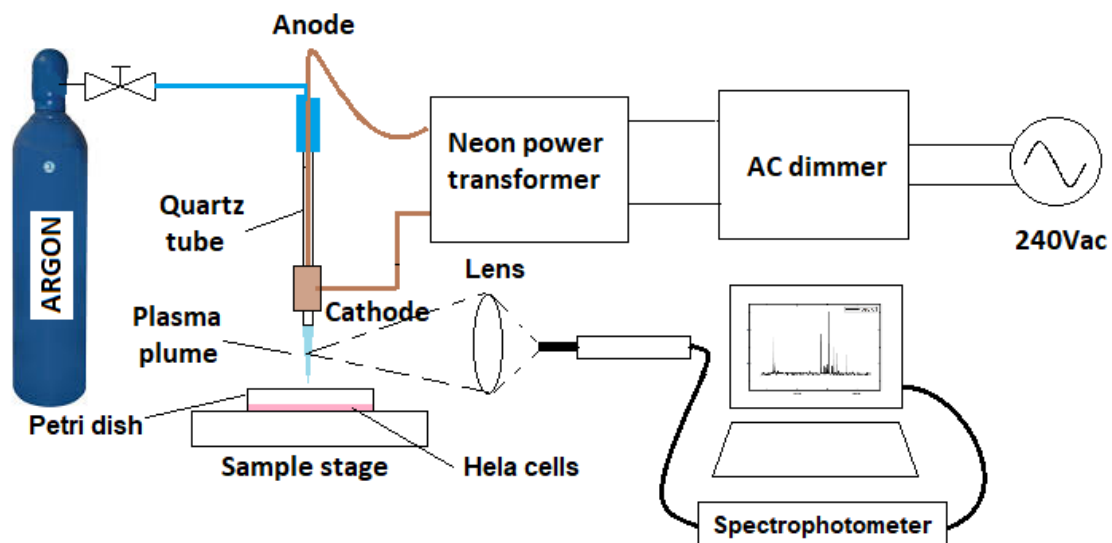 Anode
Neon power
transformer
AC dimmer
240Vac
ARGON
Quartz
tube
Cathode
Lens
Plasma
plume
Petri dish
Sample stage
Hela cells
Spectrophotometer